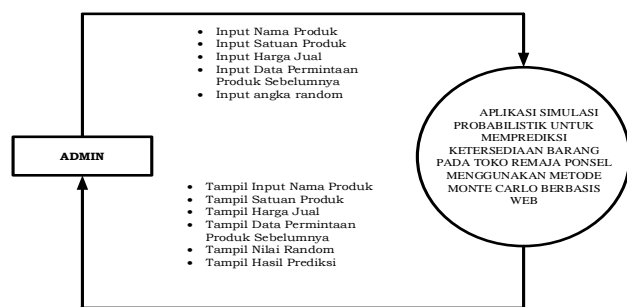 • Input Nama Produk
• Input Satuan Produk
• Input Harga Jual
• Input Data Permintaan
Produk Sebelumnya
• Input angka random
ADMIN
APLIKASI SIMULASI
PROBABILISTIK UNTUK
MEMPREDIKSI
KETERSEDIAAN BARANG
PADA TOKO REMAJA PONSEL
MENGGUNAKAN METODE
MONTE CARLO BERBASIS
WEB
• Tampil Input Nama Produk
• Tampil Satuan Produk
• Tampil Harga Jual
• Tampil Data Permintaan
Produk Sebelumnya
• Tampil Nilai Random
• Tampil Hasil Prediksi